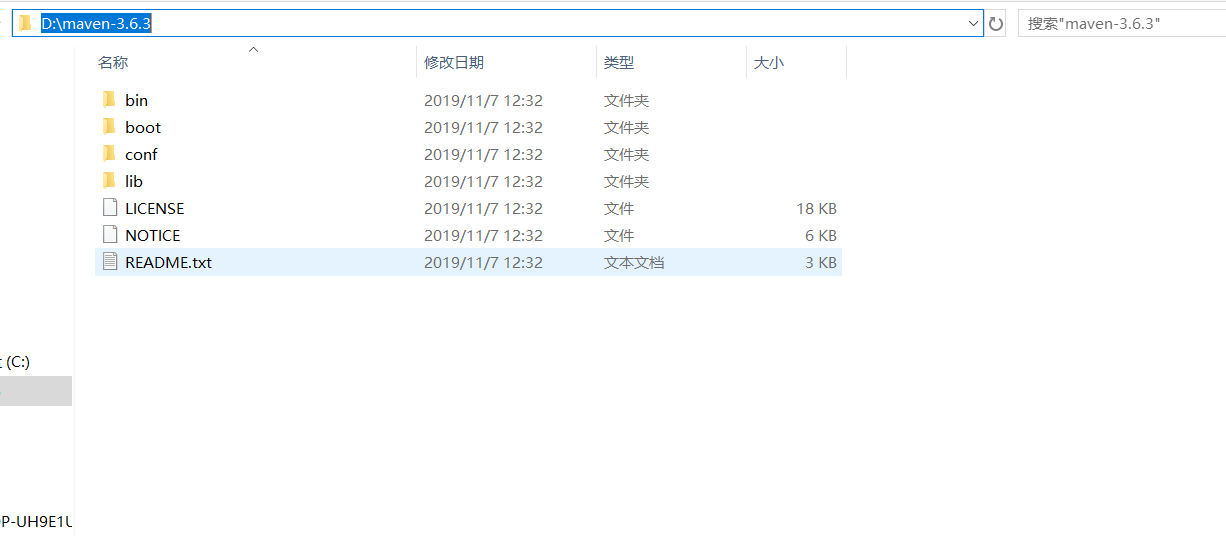 D:\maven-3.6.3
搜索"maven-3.6.3"
名称 修改日期 类型 大小
bin 2019/11/7 12:32 文件夹
boot 2019/11/7 12:32 文件夹
conf 2019/11/7 12:32 文件夹
lib 2019/11/7 12:32 文件夹
LICENSE 2019/11/7 12:32 文件 18 KB
NOTICE 2019/11/7 12:32 文件 6 KB
README.txt 2019/11/7 12:32 文本文档 3 KB
t (C:)
P-UH9E1U